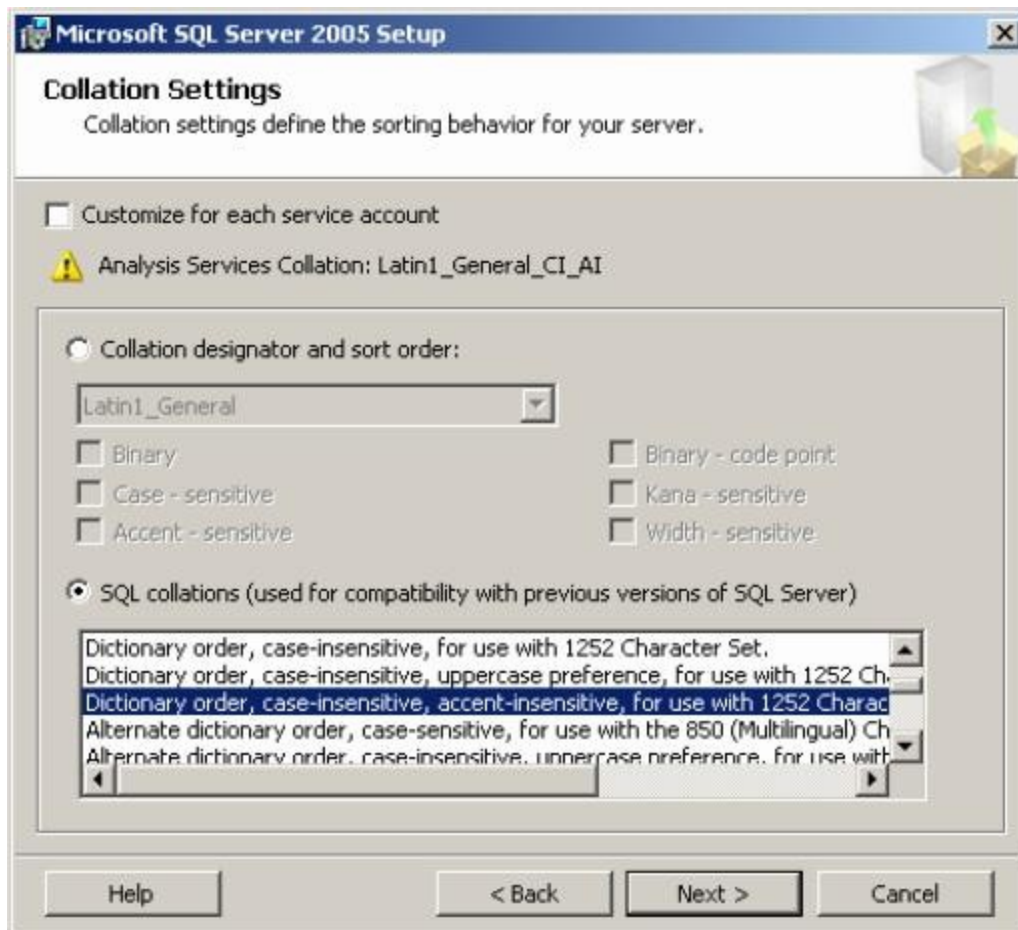 Microsoft SQL Server 2005 Setup
Collation Settings
Collation settings define the sorting behavior for your server.
Customize for each service account
Analysis Services Collation: Latin1_General_CI_AI
Collation designator and sort order:
Latin1_General
Binary
Binary - code point
Case - sensitive
Kana - sensitive
Accent - sensitive
Width - sensitive
SQL collations (used for compatibility with previous versions of SQL Server)
Dictionary order, case-insensitive, for use with 1252 Character Set.
Dictionary order, case-insensitive, uppercase preference, for use with 1252 Ch
Dictionary order, case-insensitive, accent-insensitive, for use with 1252 Charac
Alternate dictionary order, case-sensitive, for use with the 850 (Multilingual) Ch
Alternate dictionary order, case-insensitive, uppercase preference, for use with
Help
< Back
Next >
Cancel